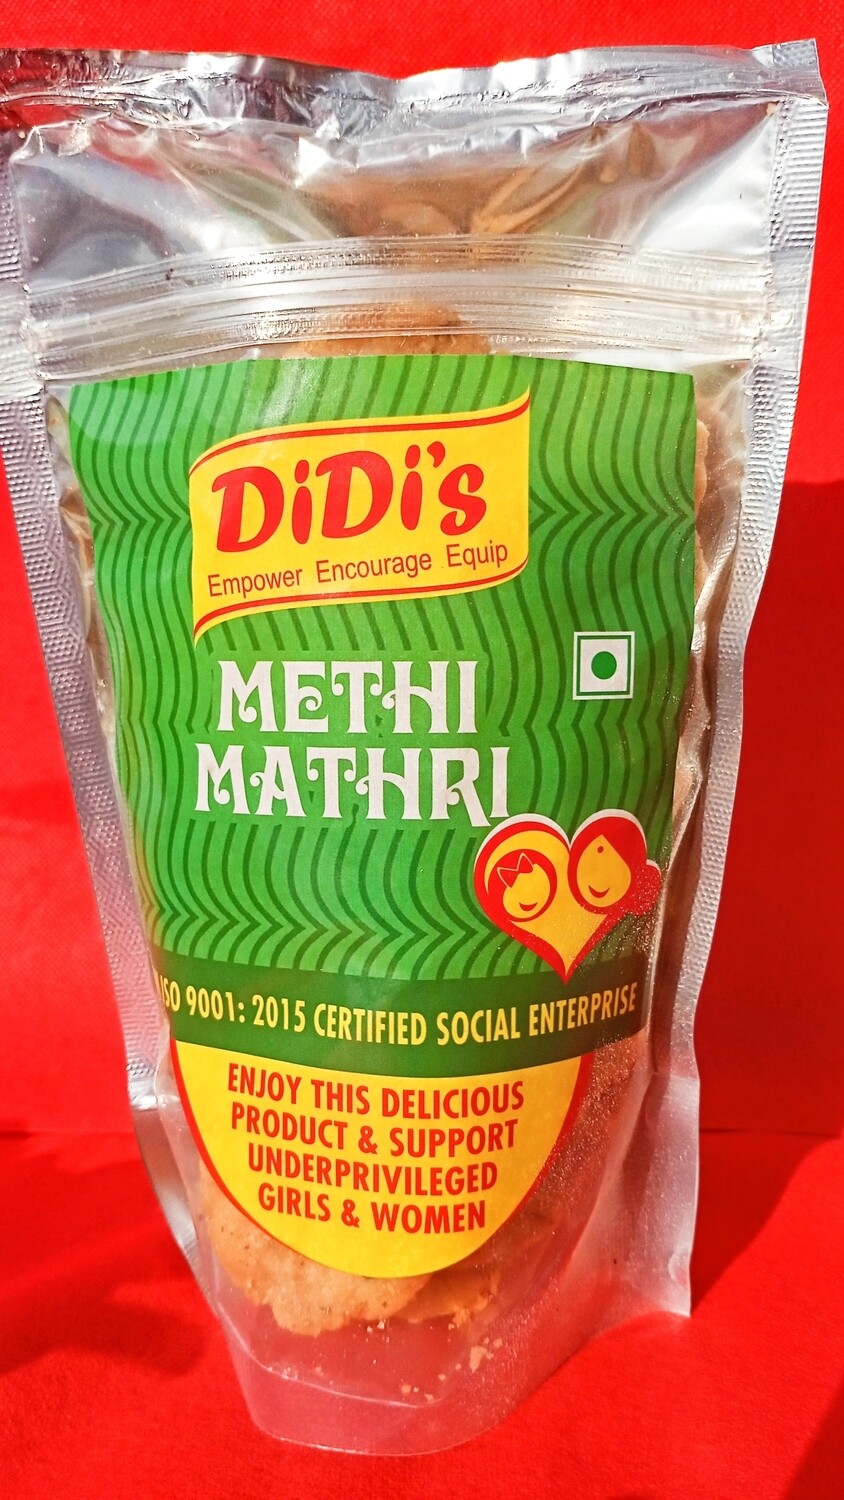 DiDi's
Empower Encourage Equip
METHI
MATHRI
ISO 9001: 2015 CERTIFIED SOCIAL ENTERPRISE
ENJOY THIS DELICIOUS
PRODUCT & SUPPORT
UNDERPRIVILEGED
GIRLS & WOMEN